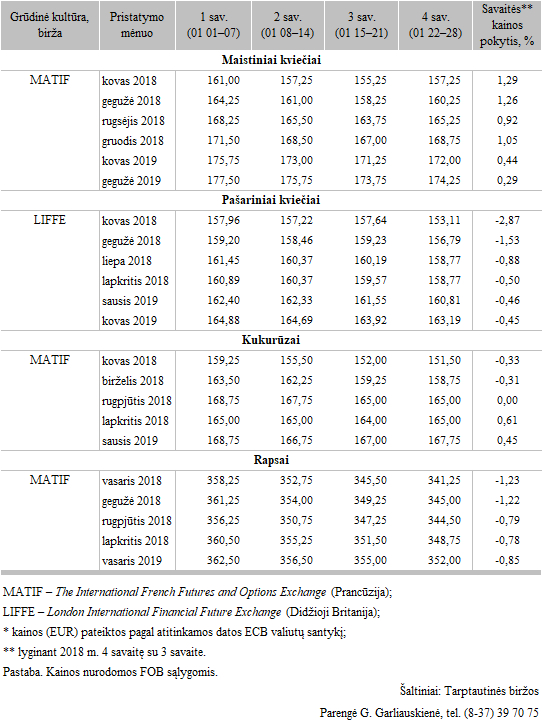 Grūdinė kultūra, birža Pristatymo mėnuo 1 sav. (01 01–07) 2 sav. (01 08–14) 3 sav. (01 15–21) 4 sav. (01 22–28) Savaitės** kainos pokytis, %
Maistiniai kviečiai
MATIF kovas 2018 161,00 157,25 155,25 157,25 1,29
gegužė 2018 164,25 161,00 158,25 160,25 1,26
rugsėjis 2018 168,25 165,50 163,75 165,25 0,92
gruodis 2018 171,50 168,50 167,00 168,75 1,05
kovas 2019 175,75 173,00 171,25 172,00 0,44
gegužė 2019 177,50 175,75 173,75 174,25 0,29
Pašariniai kviečiai
LIFFE kovas 2018 157,96 157,22 157,64 153,11 -2,87
gegužė 2018 159,20 158,46 159,23 156,79 -1,53
liepa 2018 161,45 160,37 160,19 158,77 -0,88
lapkritis 2018 160,89 160,37 159,57 158,77 -0,50
sausis 2019 162,40 162,33 161,55 160,81 -0,46
kovas 2019 164,88 164,69 163,92 163,19 -0,45
Kukurūzai
MATIF kovas 2018 159,25 155,50 152,00 151,50 -0,33
birželis 2018 163,50 162,25 159,25 158,75 -0,31
rugpjūtis 2018 168,75 167,75 165,00 165,00 0,00
lapkritis 2018 165,00 165,00 164,00 165,00 0,61
sausis 2019 168,75 166,75 167,00 167,75 0,45
Rapsai
MATIF vasaris 2018 358,25 352,75 345,50 341,25 -1,23
gegužė 2018 361,25 354,00 349,25 345,00 -1,22
rugpjūtis 2018 356,25 350,75 347,25 344,50 -0,79
lapkritis 2018 360,50 355,25 351,50 348,75 -0,78
vasaris 2019 362,50 356,50 355,00 352,00 -0,85
MATIF – The International French Futures and Options Exchange (Prancūzija);
LIFFE – London International Financial Future Exchange (Didžioji Britanija);
* kainos (EUR) pateiktos pagal atitinkamos datos ECB valiutų santykį;
** lyginant 2018 m. 4 savaitę su 3 savaite.
Pastaba. Kainos nurodomos FOB sąlygomis.
Šaltiniai: Tarptautinės biržos
Parengė G. Garliauskienė, tel. (8-37) 39 70 75